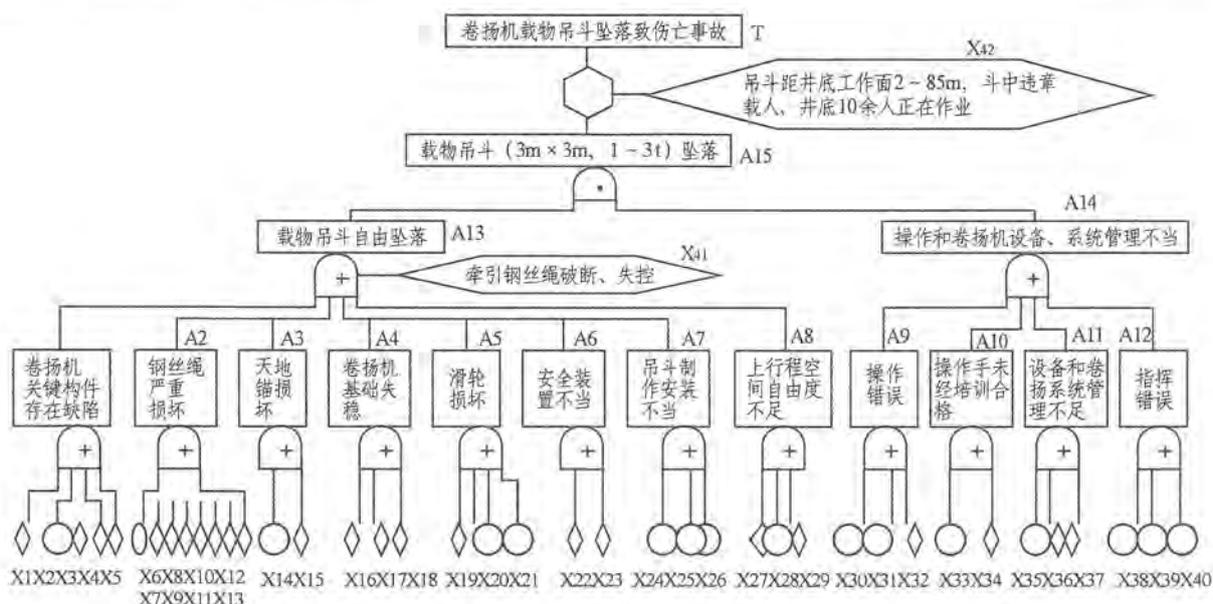 卷扬机载物吊斗坠落致伤亡事故
T
X42
吊斗距井底工作面2~85m，斗中违章
载人、井底10余人正在作业
载物吊斗（3m×3m，1-3t）坠落
A15
·
A14
载物吊斗自由坠落
A13
操作和卷扬机设备、系统管理不当
X41
+
牵引钢丝绳破断、失控
+
A2
A3
A4
A5
A6
A7
A8
A9
A10
A11
A12
卷扬机
关键构件
存在缺陷
钢丝绳
严重
损坏
天地
锚损
坏
卷扬机
基础失
稳
滑轮
损坏
安全装
置不当
吊斗制
作安装
不当
上行程空
间自由度
不足
操作
错误
操作手未
经培训合
格
设备和卷
扬系统管
理不足
指挥
错误
+ + + + + + + + + + + +
X1X2X3X4X5
X6X8X10X12
X7X9X11X13
X14X15
X16X17X18
X19X20X21
X22X23
X24X25X26
X27X28X29
X30X31X32
X33X34
X35X36X37
X38X39X40